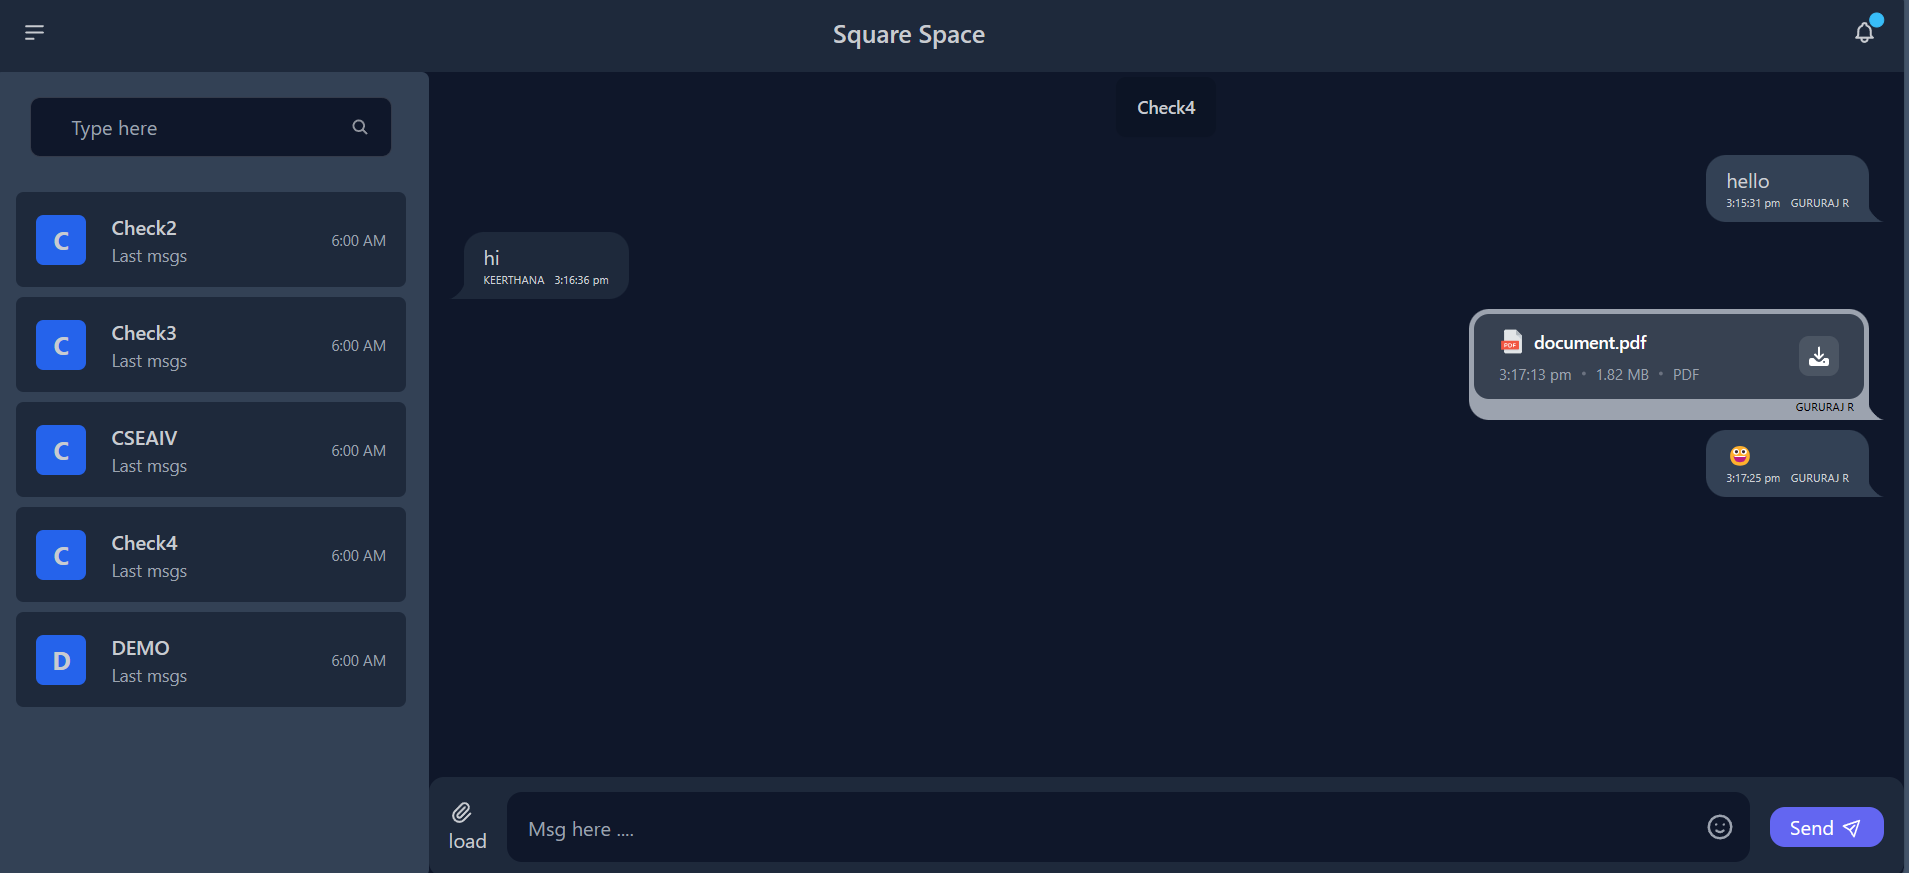 Square Space
Type here
C
Check2
Last msgs
6:00 AM
C
Check3
Last msgs
6:00 AM
C
CSEAIV
Last msgs
6:00 AM
C
Check4
Last msgs
6:00 AM
D
DEMO
Last msgs
6:00 AM
Check4
hello
3:15:31 pm GURURAJ R
hi
KEERTHANA 3:16:36 pm
PDF
document.pdf
3:17:13 pm • 1.82 MB • PDF
GURURAJ R
😀
3:17:25 pm GURURAJ R
load
Msg here ....
Send